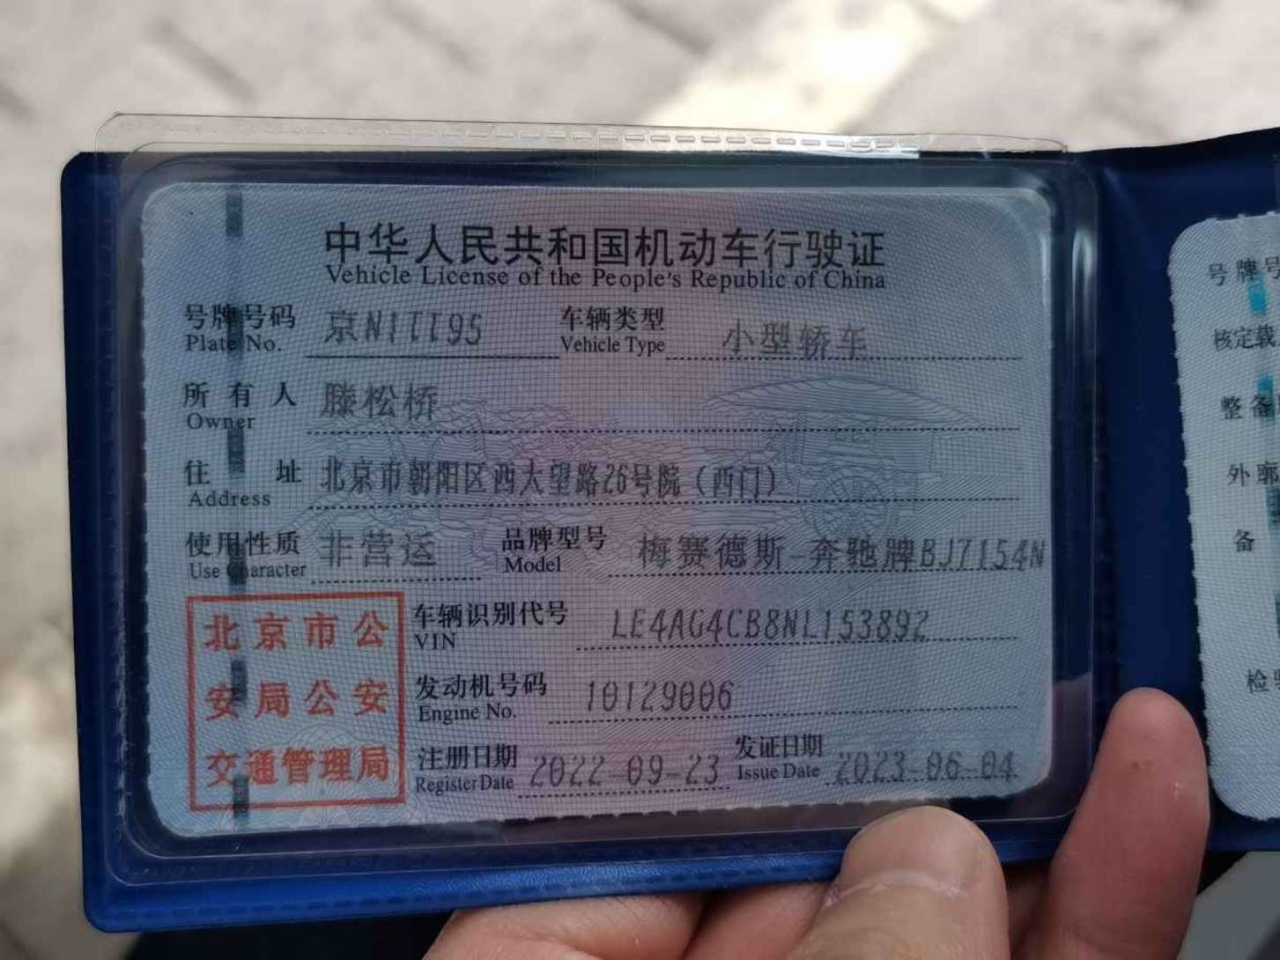 中华人民共和国机动车行驶证
Vehicle License of the People's Republic of China
号牌号码 京N1TT95 车辆类型 小型轿车
Plate No. Vehicle Type
所有人 滕松桥
Owner
住址 北京市朝阳区西大望路26号院（西门）
Address
使用性质 非营运 品牌型号 梅赛德斯-奔驰牌BJ7154N
Use Character Model
北京市公
安局公安
交通管理局
车辆识别代号 LE4AG4CB8NL153892
VIN
发动机号码 10129006
Engine No.
注册日期 2022-09-23 发证日期 2023-06-04
Register Date Issue Date
号牌号
核定载
整备
外廓
备
检验